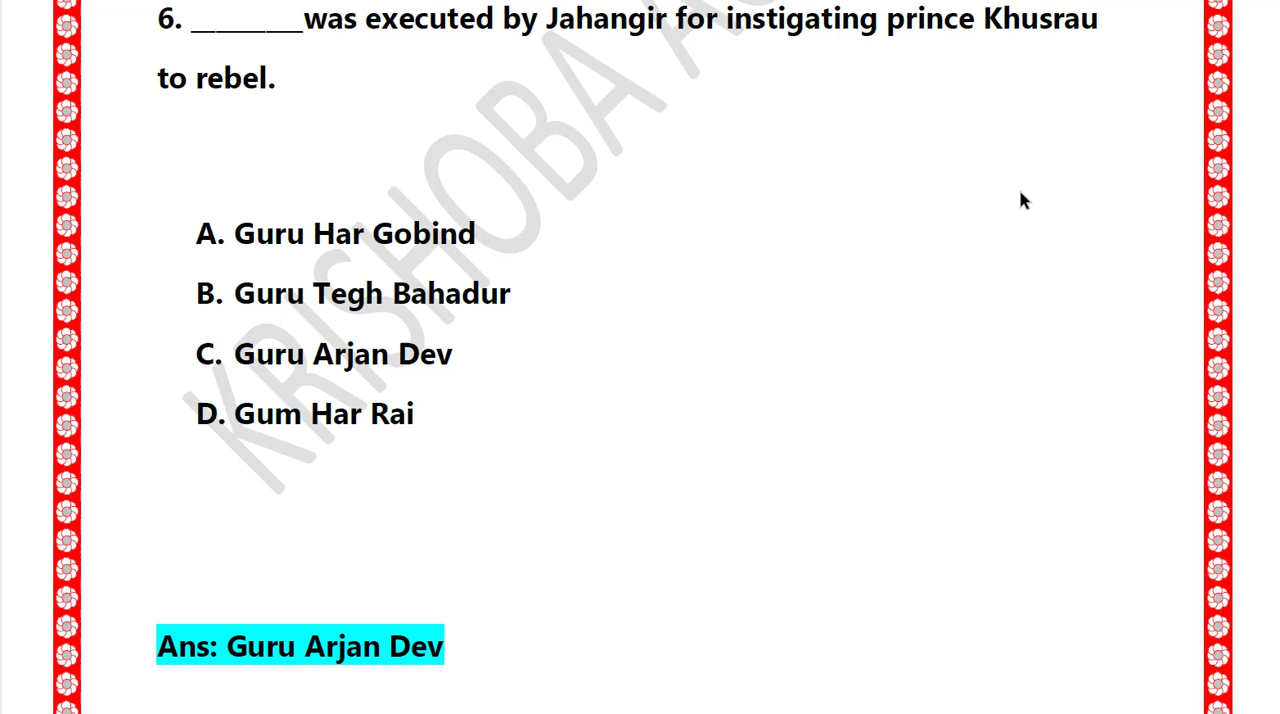 6. ________was executed by Jahangir for instigating prince Khusrau
to rebel.
A. Guru Har Gobind
B. Guru Tegh Bahadur
C. Guru Arjan Dev
D. Gum Har Rai
Ans: Guru Arjan Dev
KRISHOBA